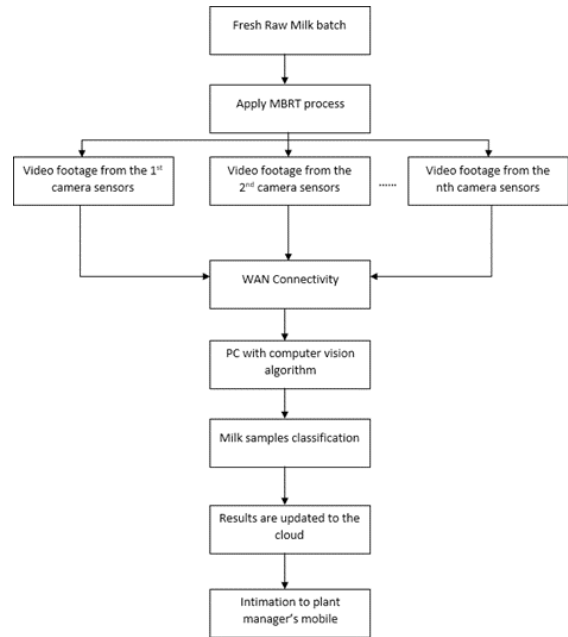 Fresh Raw Milk batch
Apply MBRT process
Video footage from the 1st
camera sensors
Video footage from the
2nd camera sensors
......
Video footage from the
nth camera sensors
WAN Connectivity
PC with computer vision
algorithm
Milk samples classification
Results are updated to the
cloud
Intimation to plant
manager's mobile